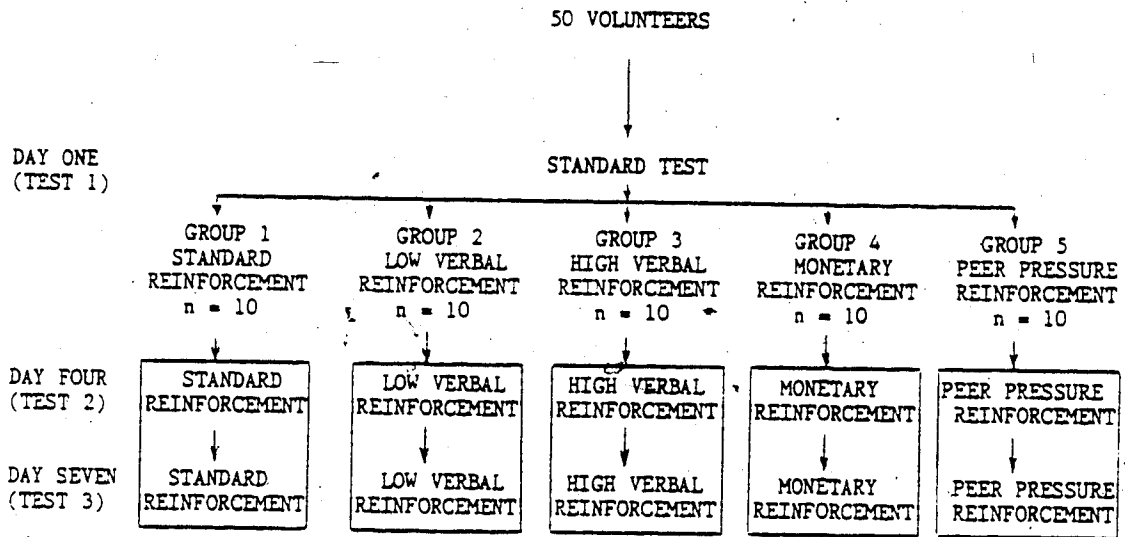 50 VOLUNTEERS
DAY ONE
(TEST 1)
STANDARD TEST
GROUP 1
STANDARD
REINFORCEMENT
n = 10
GROUP 2
LOW VERBAL
REINFORCEMENT
n = 10
GROUP 3
HIGH VERBAL
REINFORCEMENT
n = 10
GROUP 4
MONETARY
REINFORCEMENT
n = 10
GROUP 5
PEER PRESSURE
REINFORCEMENT
n = 10
DAY FOUR
(TEST 2)
STANDARD
REINFORCEMENT
LOW VERBAL
REINFORCEMENT
HIGH VERBAL
REINFORCEMENT
MONETARY
REINFORCEMENT
PEER PRESSURE
REINFORCEMENT
DAY SEVEN
(TEST 3)
STANDARD
REINFORCEMENT
LOW VERBAL
REINFORCEMENT
HIGH VERBAL
REINFORCEMENT
MONETARY
REINFORCEMENT
PEER PRESSURE
REINFORCEMENT